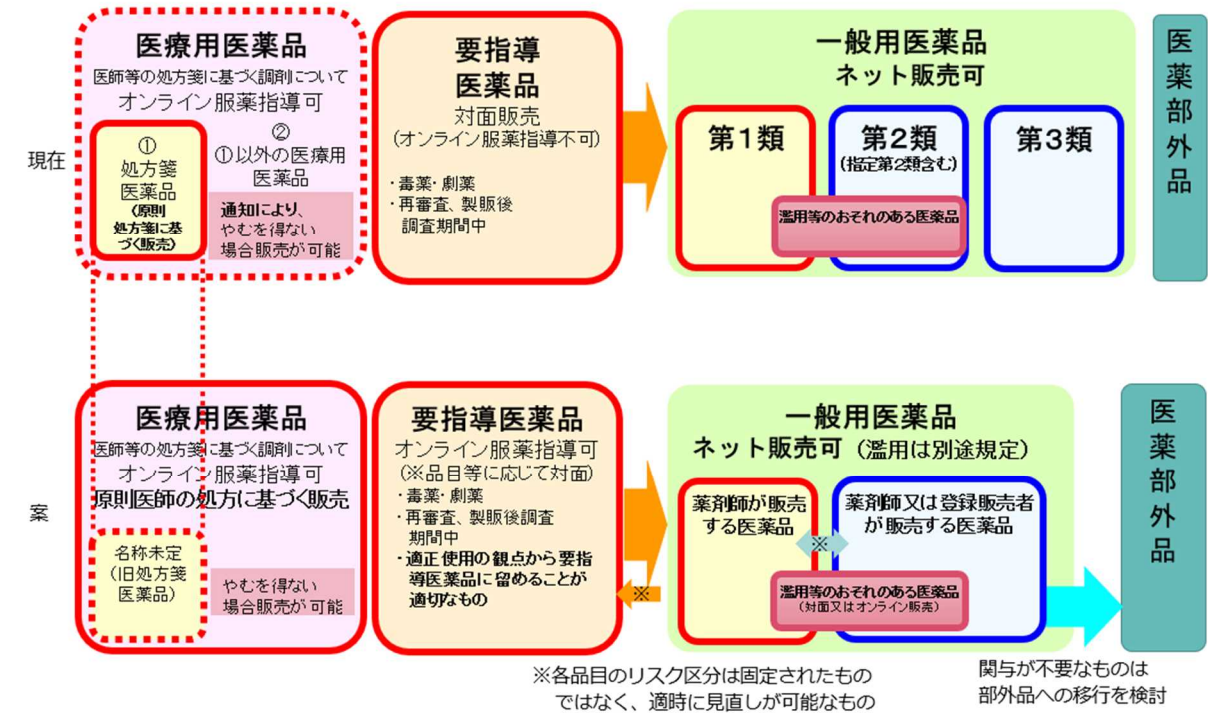 現在
医療用医薬品
医師等の処方箋に基づく調剤について
オンライン服薬指導可
①
処方箋
医薬品
(原則
処方箋に基
づく販売)
②
①以外の医療用
医薬品
通知により、
やむを得ない
場合販売が可能
要指導
医薬品
対面販売
(オンライン服薬指導不可)
・毒薬・劇薬
・再審査、製販後
調査期間中
一般用医薬品
ネット販売可
第1類
第2類
(指定第2類含む)
第3類
濫用等のおそれのある医薬品
医薬部外品
案
医療用医薬品
医師等の処方箋に基づく調剤について
オンライン服薬指導可
原則医師の処方に基づく販売
名称未定
(旧処方箋
医薬品)
やむを得ない
場合販売が可能
要指導医薬品
オンライン服薬指導可
(※品目等に応じて対面)
・毒薬・劇薬
・再審査、製販後調査
期間中
・適正使用の観点から要指
導医薬品に留めることが
適切なもの
※
一般用医薬品
ネット販売可(濫用は別途規定)
薬剤師が販売
する医薬品
※
薬剤師又は登録販売者
が販売する医薬品
濫用等のおそれのある医薬品
(対面又はオンライン販売)
医薬部外品
※各品目のリスク区分は固定されたもの
ではなく、適時に見直しが可能なもの
関与が不要なものは
部外品への移行を検討